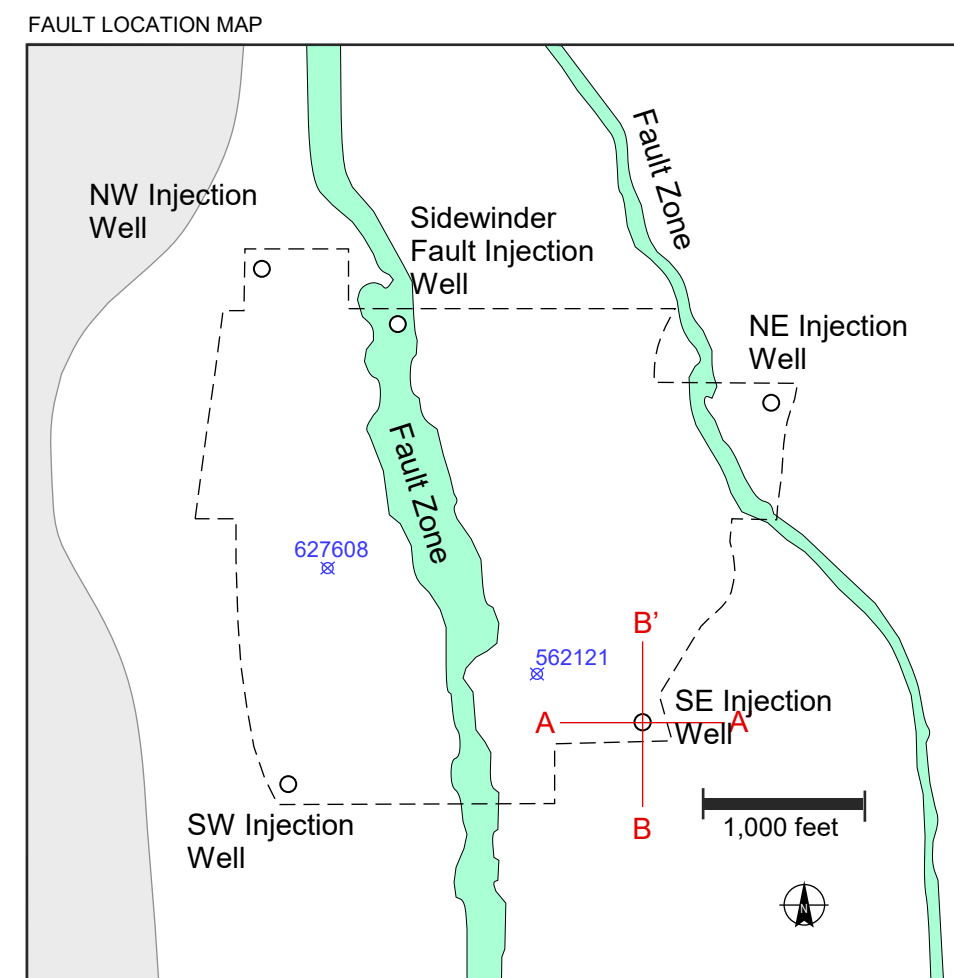 FAULT LOCATION MAP
NW Injection
Well
Sidewinder
Fault Injection
Well
Fault Zone
NE Injection
Well
Fault Zone
627608
562121
B’
A
A
SE Injection
Well
B
SW Injection
Well
1,000 feet
N